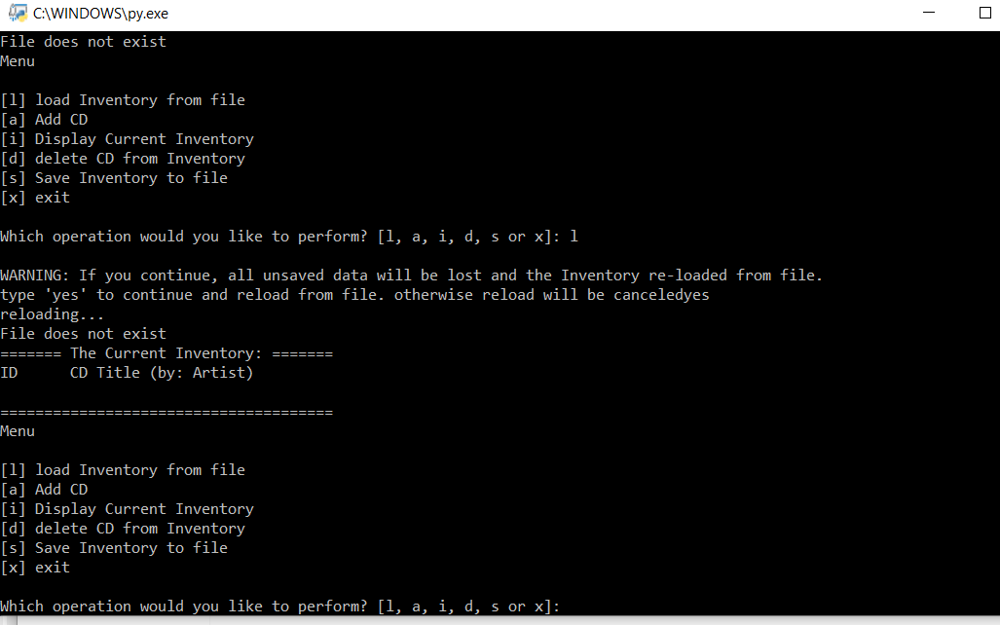 C:\WINDOWS\py.exe
File does not exist
Menu
[l] load Inventory from file
[a] Add CD
[i] Display Current Inventory
[d] delete CD from Inventory
[s] Save Inventory to file
[x] exit
Which operation would you like to perform? [l, a, i, d, s or x]: l
WARNING: If you continue, all unsaved data will be lost and the Inventory re-loaded from file.
type 'yes' to continue and reload from file. otherwise reload will be canceledyes
reloading...
File does not exist
======= The Current Inventory: =======
ID      CD Title (by: Artist)
======================================
Menu
[l] load Inventory from file
[a] Add CD
[i] Display Current Inventory
[d] delete CD from Inventory
[s] Save Inventory to file
[x] exit
Which operation would you like to perform? [l, a, i, d, s or x]: